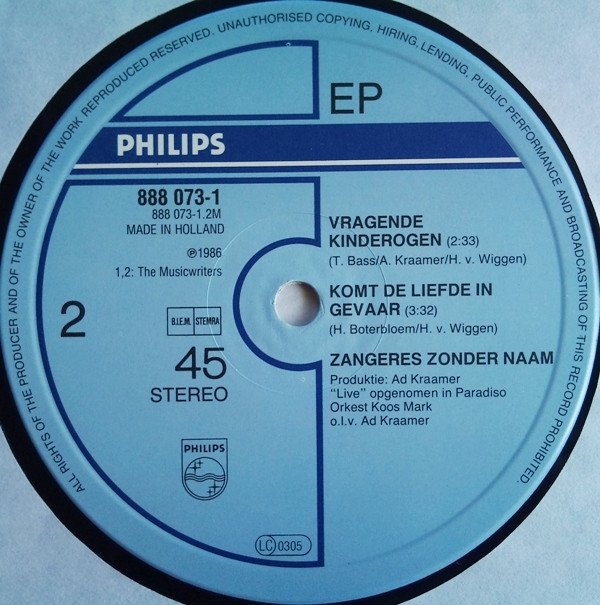 ALL RIGHTS OF THE PRODUCER AND OF THE OWNER OF THE WORK REPRODUCED RESERVED. UNAUTHORISED COPYING, HIRING, LENDING, PUBLIC PERFORMANCE AND BROADCASTING OF THIS RECORD PROHIBITED.
EP
PHILIPS
888 073-1
888 073-1.2M
MADE IN HOLLAND
℗1986
1,2: The Musicwriters
2
B.I.E.M. STEMRA
45
STEREO
PHILIPS
LC 0305
VRAGENDE
KINDEROGEN (2:33)
(T. Bass/A. Kraamer/H. v. Wiggen)
KOMT DE LIEFDE IN
GEVAAR (3:32)
(H. Boterbloem/H. v. Wiggen)
ZANGERES ZONDER NAAM
Produktie: Ad Kraamer
"Live" opgenomen in Paradiso
Orkest Koos Mark
o.l.v. Ad Kraamer